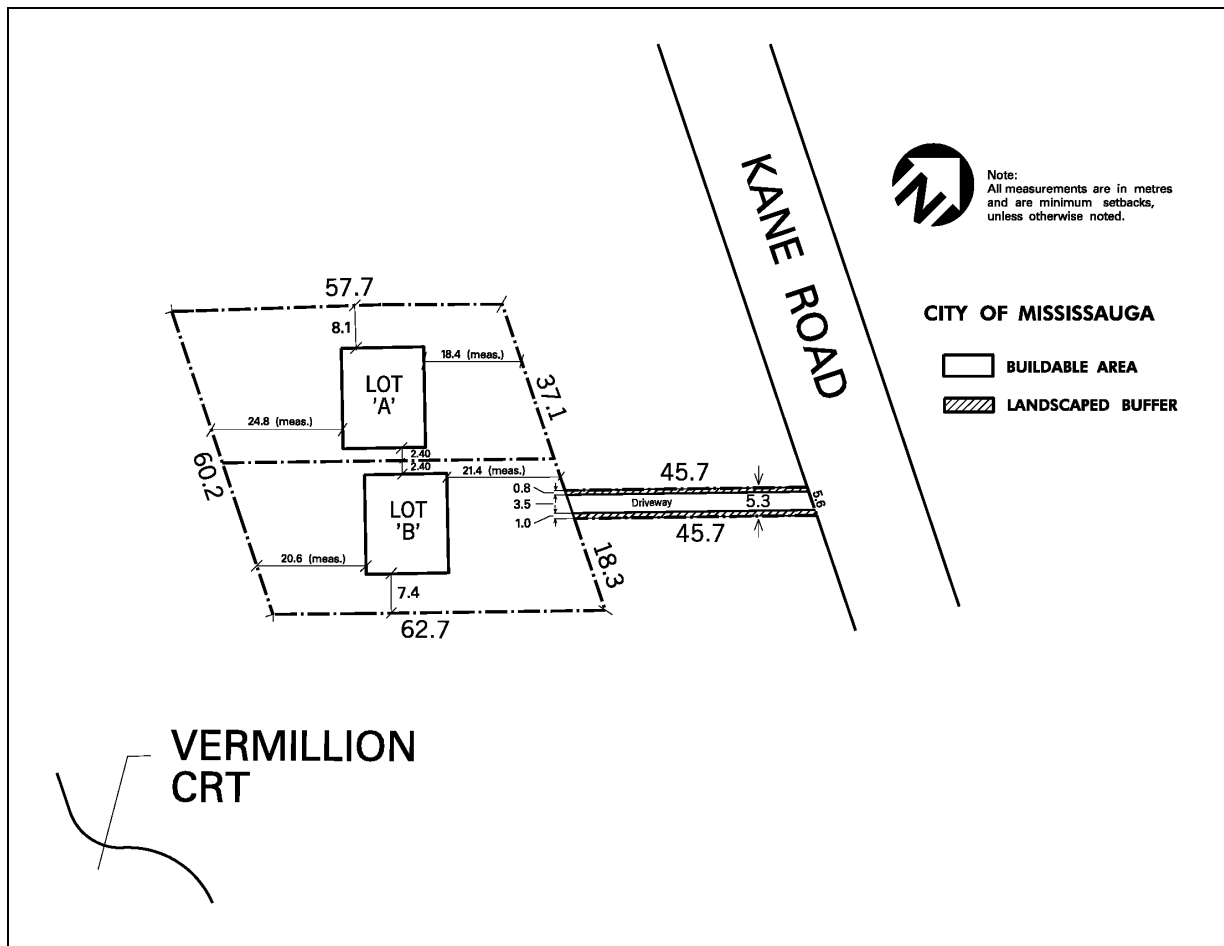 KANE ROAD
N
Note:
All measurements are in metres
and are minimum setbacks,
unless otherwise noted.
CITY OF MISSISSAUGA
BUILDABLE AREA
LANDSCAPED BUFFER
57.7
8.1
18.4 (meas.)
LOT
'A'
37.1
24.8 (meas.)
2.40
60.2
2.40
21.4 (meas.)
45.7
0.8
3.5
Driveway
5.3
5.6
1.0
45.7
LOT
'B'
20.6 (meas.)
18.3
7.4
62.7
VERMILLION
CRT